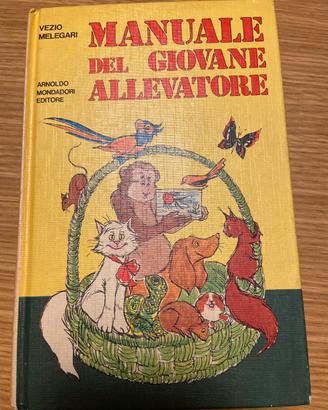 VEZIO
MELEGARI
MANUALE
DEL GIOVANE
ALLEVATORE
ARNOLDO
MONDADORI
EDITORE